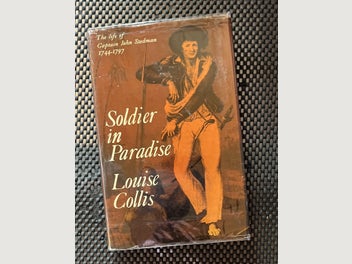 The life of
Captain John Stedman
1744-1797
Soldier
in
Paradise
Louise
Collis